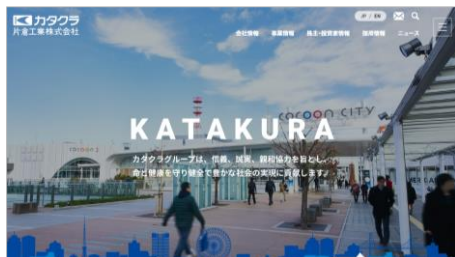 カタクラ
片倉工業株式会社
JP / EN
会社情報 事業情報 株主・投資家情報 採用情報 ニュース
cocoon city
KATAKURA
カタクラグループは、信義、誠実、親和協力を旨とし、
会社健康を守り健全で豊かな社会の実現に貢献します。